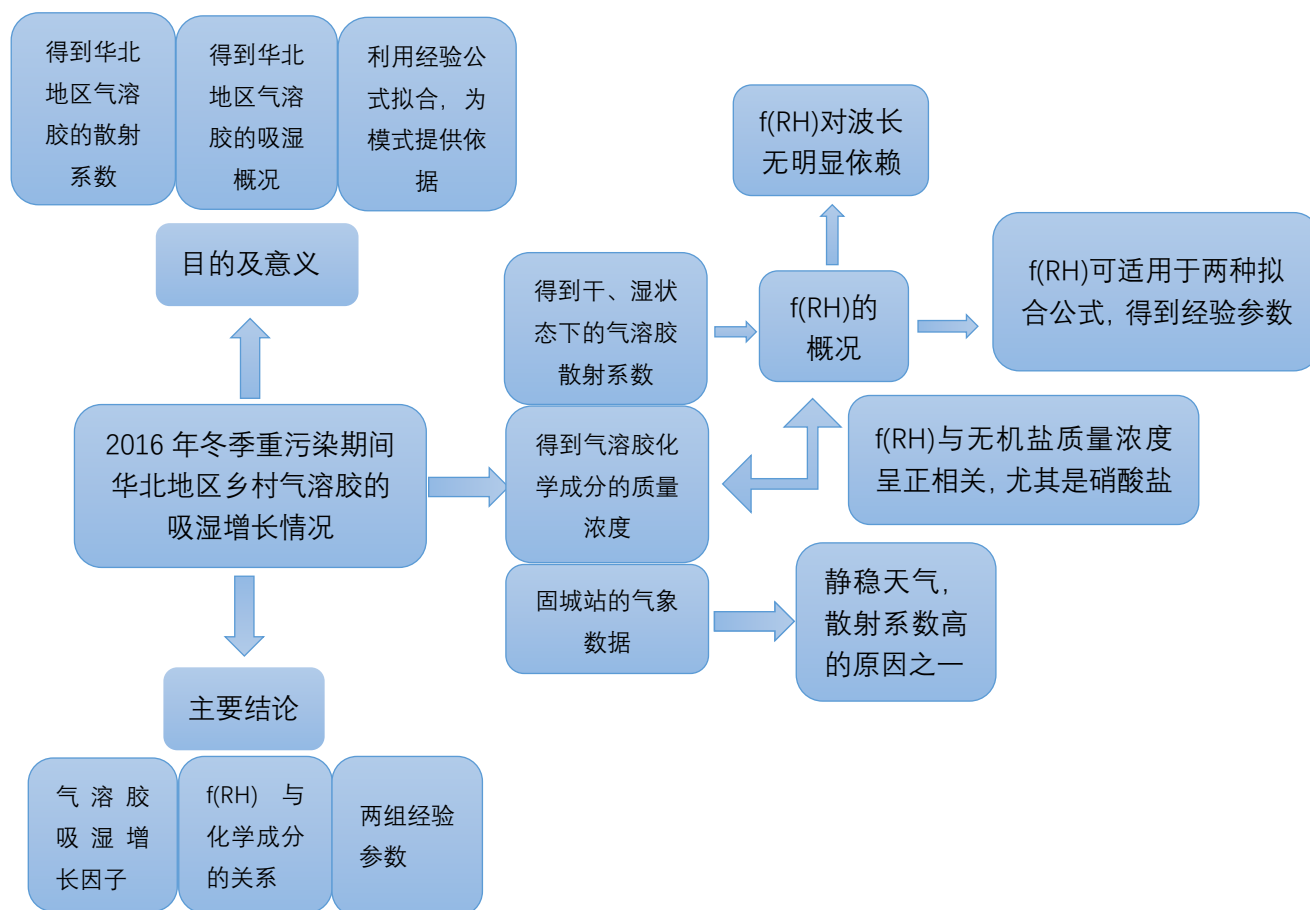 得到华北
地区气溶
胶的散射
系数
得到华北
地区气溶
胶的吸湿
概况
利用经验公
式拟合，为
模式提供依
据
目的及意义
2016 年冬季重污染期间
华北地区乡村气溶胶的
吸湿增长情况
主要结论
气溶胶
吸湿增
长因子
f(RH) 与
化学成分
的关系
两组经验
参数
得到干、湿状
态下的气溶胶
散射系数
得到气溶胶化
学成分的质量
浓度
固城站的气象
数据
f(RH)对波长
无明显依赖
f(RH)的
概况
f(RH)可适用于两种拟
合公式，得到经验参数
f(RH)与无机盐质量浓度
呈正相关，尤其是硝酸盐
静稳天气，
散射系数高
的原因之一